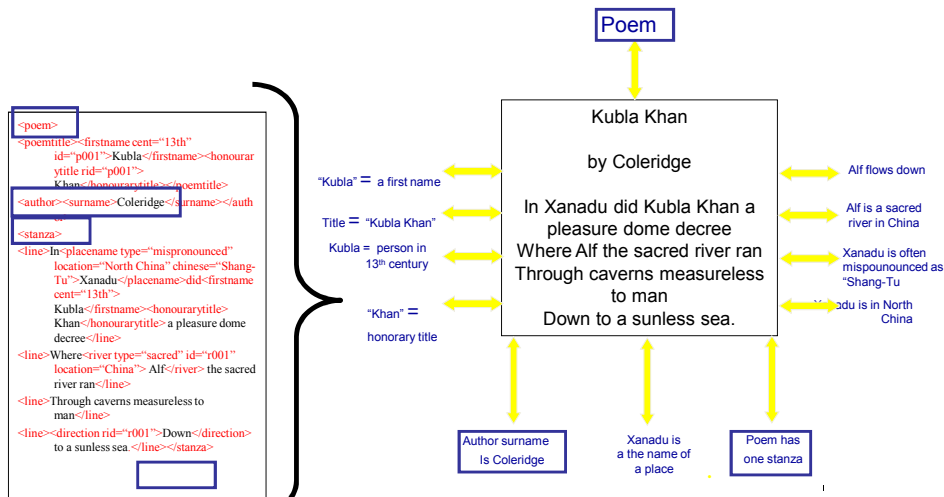 Poem
<poem>
<poemtitle><firstname cent=“13th”
id=“p001”>Kubla</firstname><honourar
ytitle rid=“p001”>
Khan</honourarytitle></poemtitle>
<author><surname>Coleridge</surname></auth
<stanza>
<line>In<placename type=“mispronounced”
location=“North China” chinese=“Shang-
Tu”>Xanadu</placename>did<firstname
cent=“13th”>
Kubla</firstname><honourarytitle>
Khan</honourarytitle> a pleasure dome
decree</line>
<line>Where<river type=“sacred” id=“r001”
location=“China”> Alf</river> the sacred
river ran</line>
<line>Through caverns measureless to
man</line>
<line><direction rid=“r001”>Down</direction>
to a sunless sea.</line></stanza>
“Kubla” = a first name
Title = “Kubla Khan”
Kubla = person in
13th century
“Khan” =
honorary title
Kubla Khan
by Coleridge
In Xanadu did Kubla Khan a
pleasure dome decree
Where Alf the sacred river ran
Through caverns measureless
to man
Down to a sunless sea.
Alf flows down
Alf is a sacred
river in China
Xanadu is often
mispounounced as
“Shang-Tu
du is in North
China
Author surname
Is Coleridge
Xanadu is
a the name of
a place
Poem has
one stanza